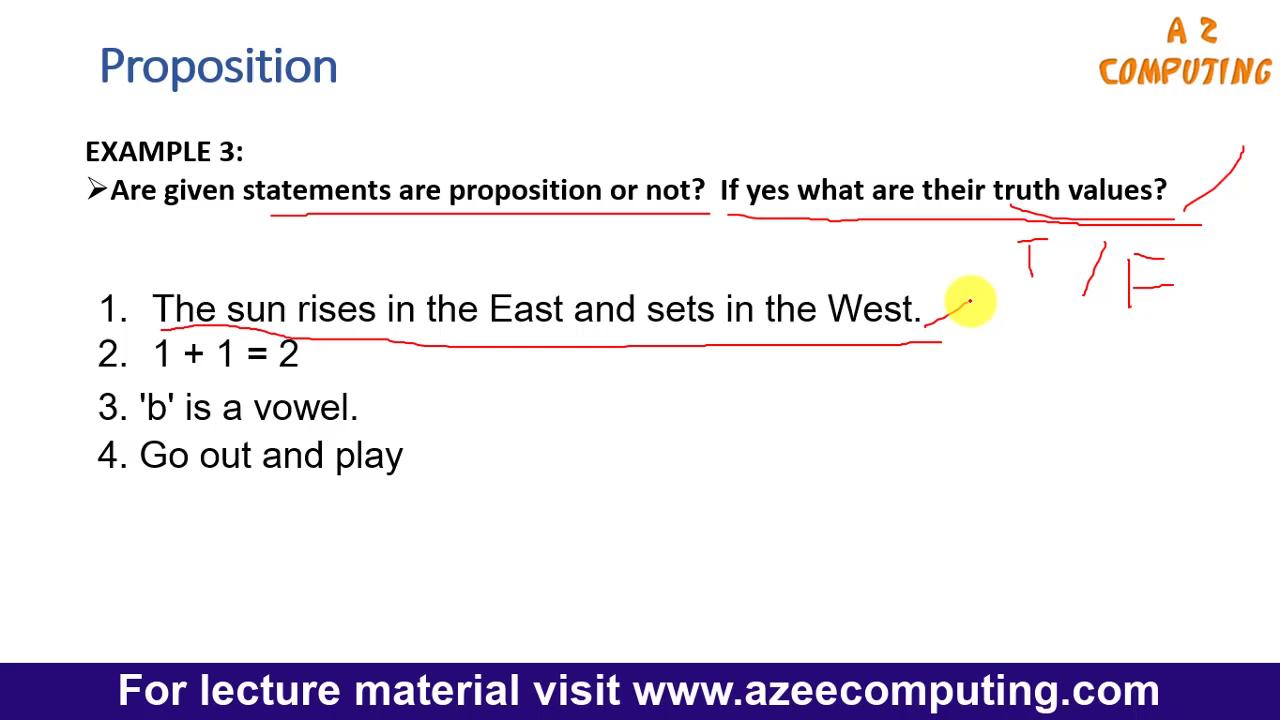 Proposition
A Z
COMPUTING
EXAMPLE 3:
➢Are given statements are proposition or not? If yes what are their truth values?
T / F
1. The sun rises in the East and sets in the West.
2. 1 + 1 = 2
3. 'b' is a vowel.
4. Go out and play
For lecture material visit www.azeecomputing.com